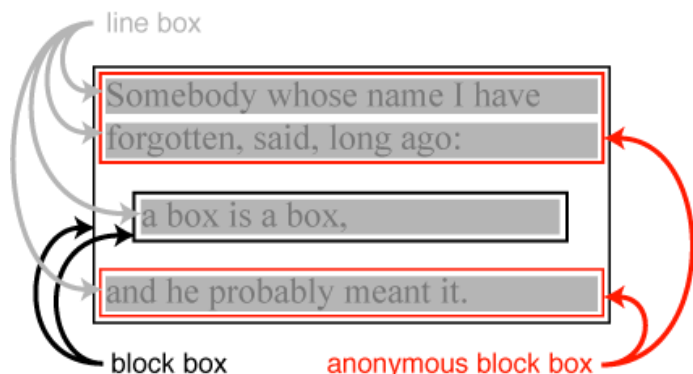 line box
Somebody whose name I have
forgotten, said, long ago:
a box is a box,
and he probably meant it.
block box
anonymous block box